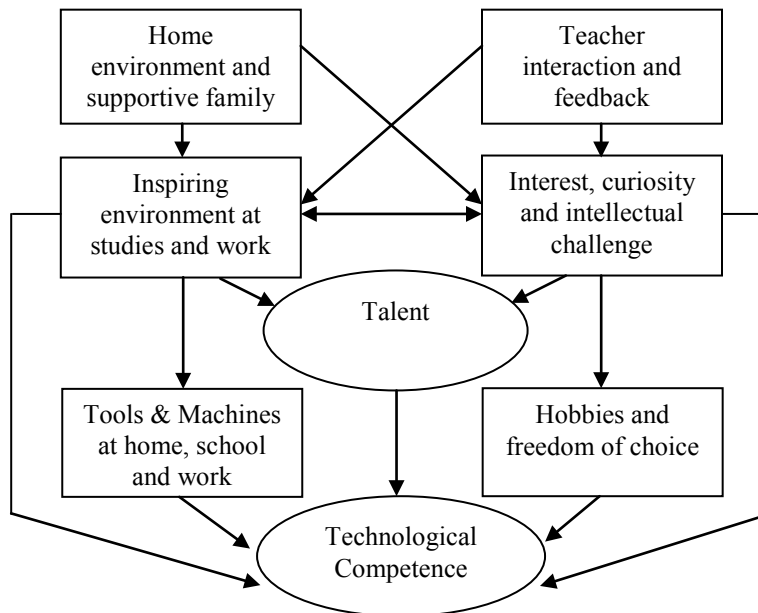 Home
environment and
supportive family
Teacher
interaction and
feedback
Inspiring
environment at
studies and work
Interest, curiosity
and intellectual
challenge
Talent
Tools & Machines
at home, school
and work
Hobbies and
freedom of choice
Technological
Competence